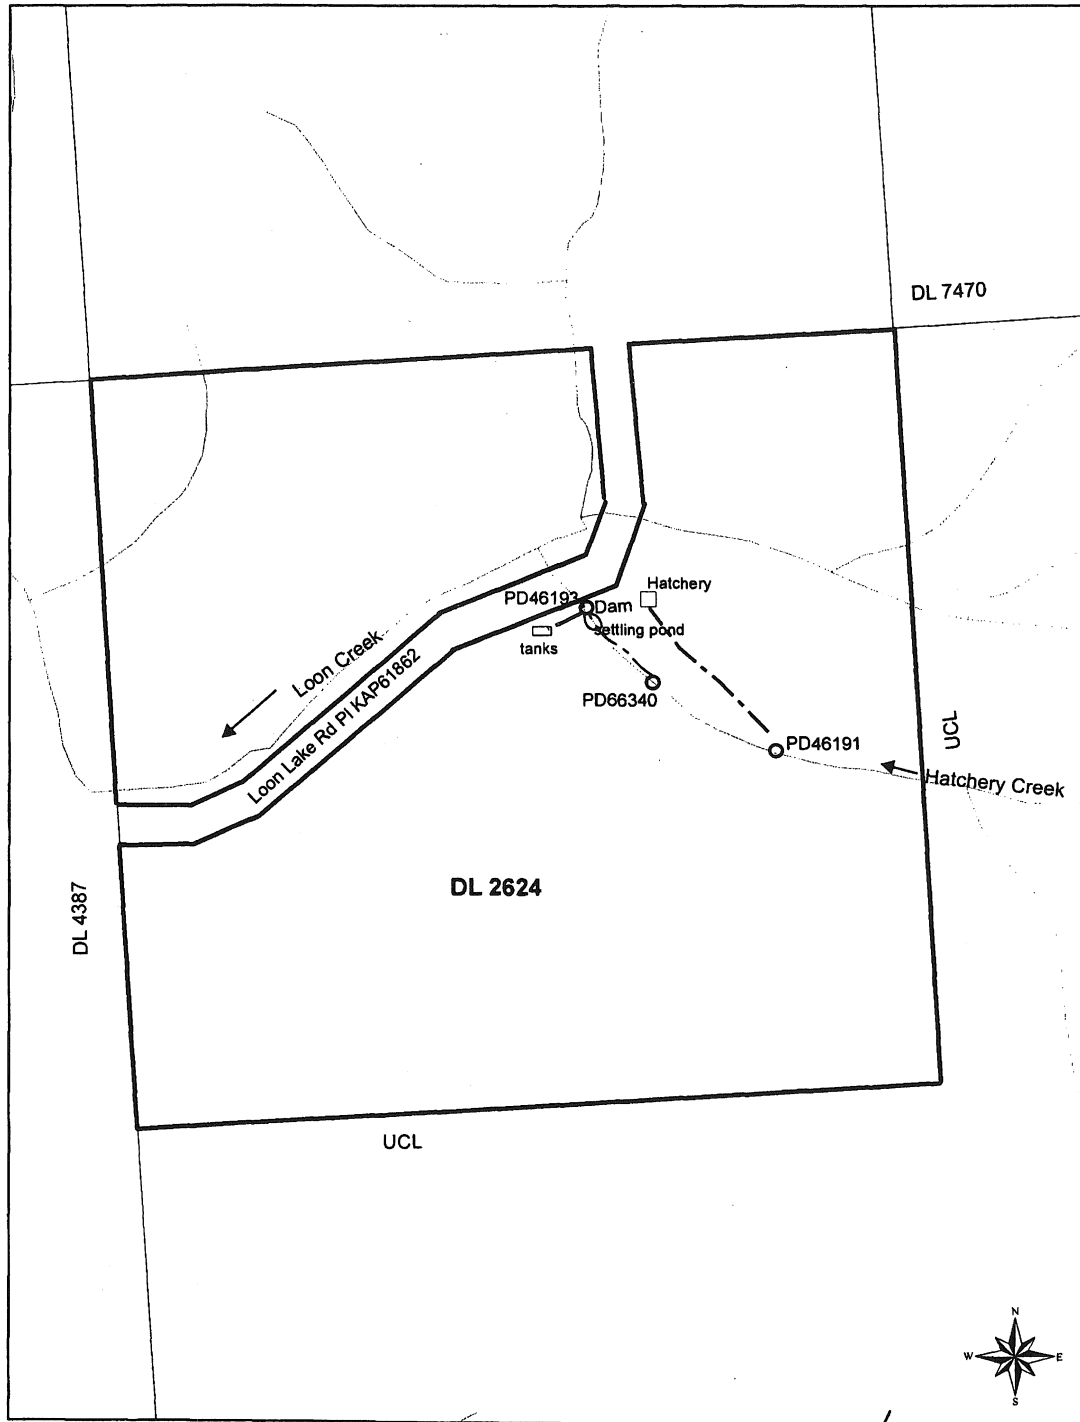 DL 7470
Hatchery
PD46193
Dam
settling pond
tanks
Loon Creek
PD66340
Loon Lake Rd Pl KAP61862
PD46191
UCL
Hatchery Creek
DL 2624
DL 4387
UCL
N
W
E
S